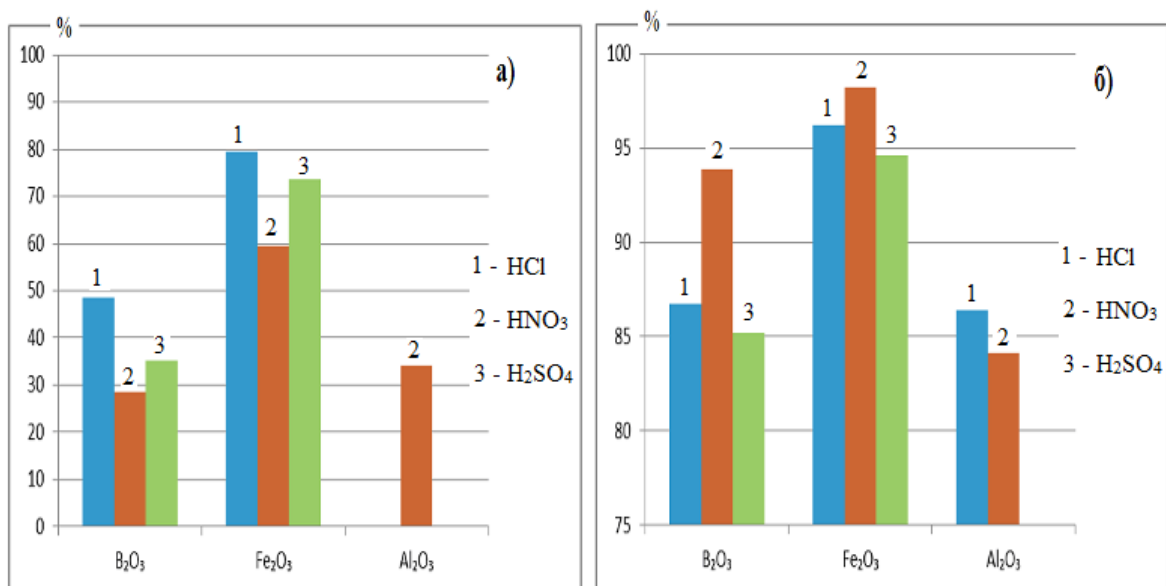 %
а)
100
90
80
70
60
50
40
30
20
10
0
1
2
3
1
2
3
2
B₂O₃
Fe₂O₃
Al₂O₃
1 - HCl
2 - HNO₃
3 - H₂SO₄
%
б)
100
95
90
85
80
75
1
2
3
1
2
3
1
2
B₂O₃
Fe₂O₃
Al₂O₃
1 - HCl
2 - HNO₃
3 - H₂SO₄